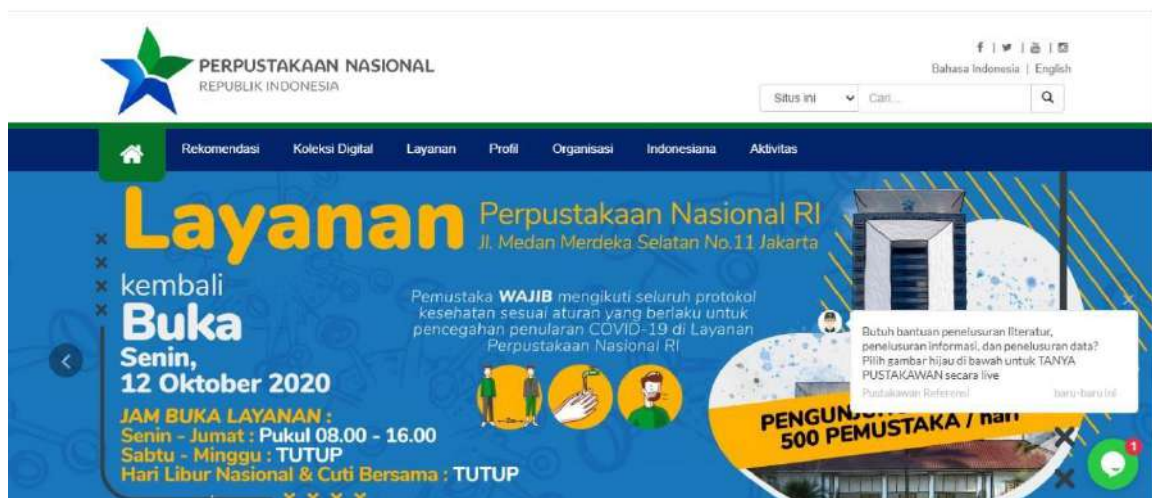 PERPUSTAKAAN NASIONAL
REPUBLIK INDONESIA
Bahasa Indonesia | English
Situs ini
Cari...
Rekomendasi Koleksi Digital Layanan Profil Organisasi Indonesiana Aktivitas
Layanan
Perpustakaan Nasional RI
Jl. Medan Merdeka Selatan No.11 Jakarta
kembali
Buka
Senin,
12 Oktober 2020
JAM BUKA LAYANAN :
Senin - Jumat : Pukul 08.00 - 16.00
Sabtu - Minggu : TUTUP
Hari Libur Nasional & Cuti Bersama : TUTUP
Pemustaka WAJIB mengikuti seluruh protokol
kesehatan sesuai aturan yang berlaku untuk
pencegahan penularan COVID-19 di Layanan
Perpustakaan Nasional RI
Butuh bantuan penelusuran literatur,
penelusuran informasi, dan penelusuran data?
Pilih gambar hijau di bawah untuk TANYA
PUSTAKAWAN secara live
Pustakawan Referensi baru-baru ini
500 PEMUSTAKA / hari
1